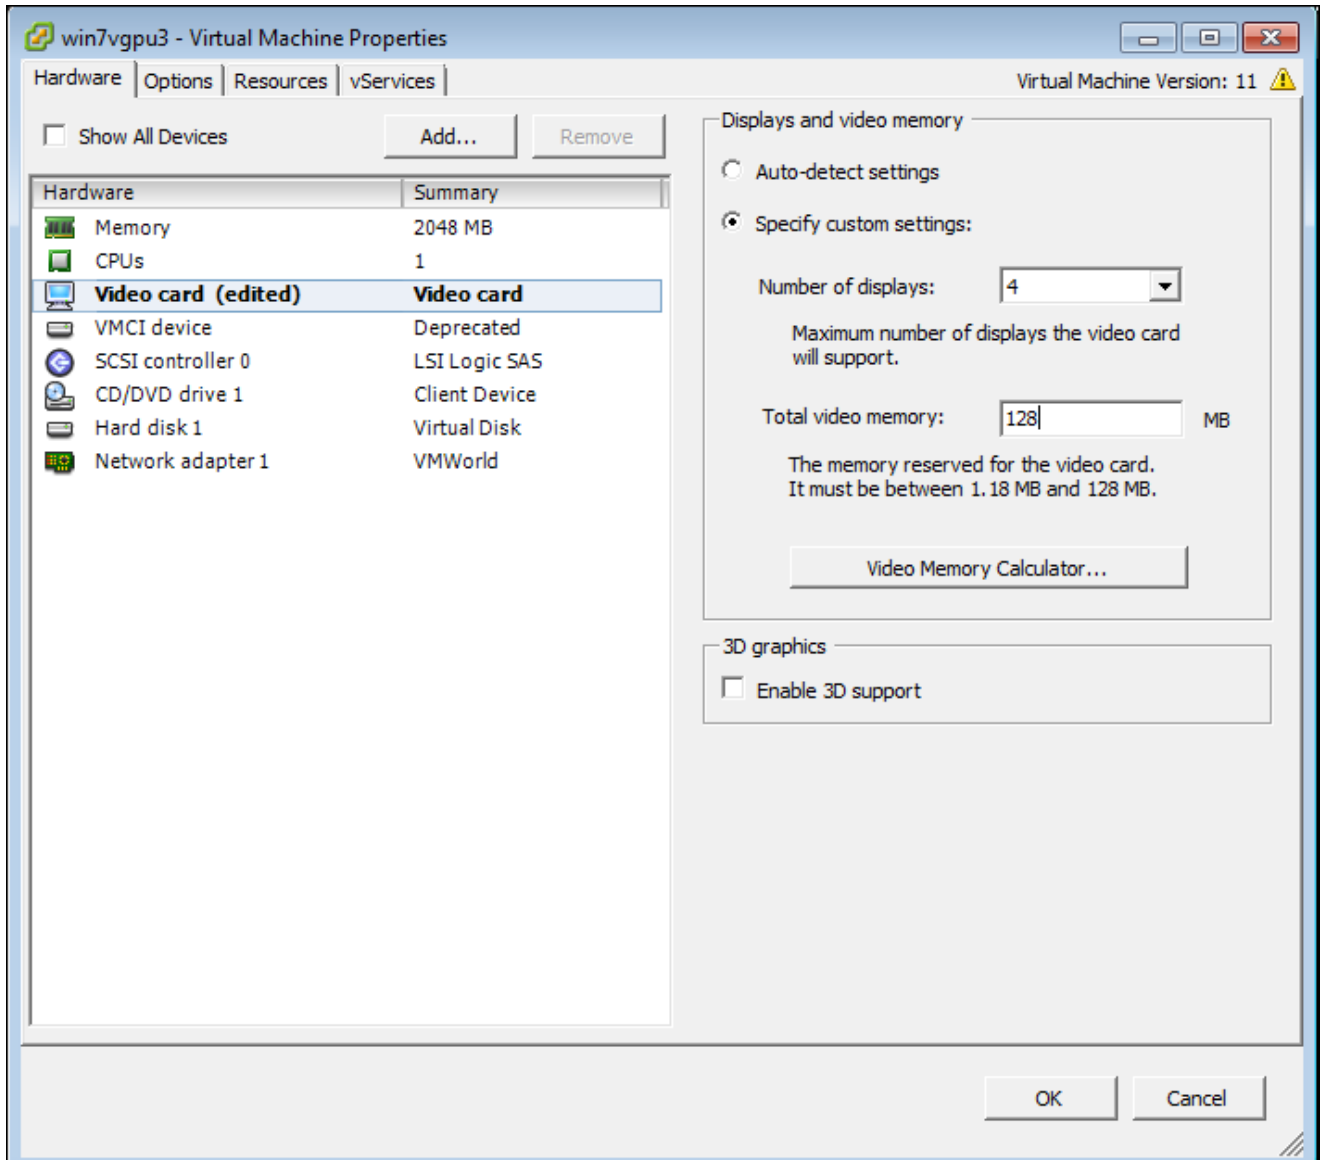 win7vgpu3 - Virtual Machine Properties
Hardware Options Resources vServices Virtual Machine Version: 11
Show All Devices Add... Remove
Hardware Summary
Memory 2048 MB
CPUs 1
Video card (edited) Video card
VMCI device Deprecated
SCSI controller 0 LSI Logic SAS
CD/DVD drive 1 Client Device
Hard disk 1 Virtual Disk
Network adapter 1 VMWorld
Displays and video memory
Auto-detect settings
Specify custom settings:
Number of displays: 4
Maximum number of displays the video card
will support.
Total video memory: 128 MB
The memory reserved for the video card.
It must be between 1.18 MB and 128 MB.
Video Memory Calculator...
3D graphics
Enable 3D support
OK Cancel